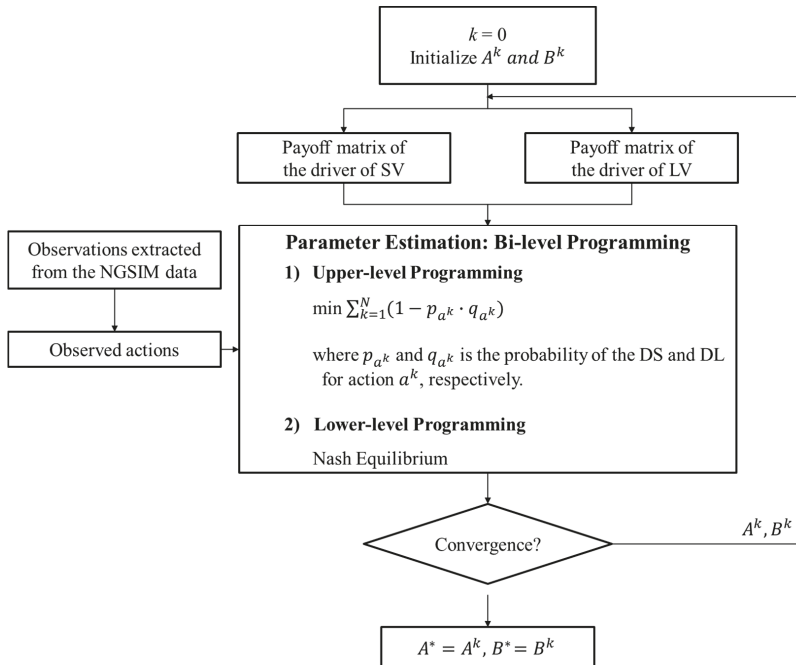 k = 0
Initialize A^k and B^k
Payoff matrix of
the driver of SV
Payoff matrix of
the driver of LV
Observations extracted
from the NGSIM data
Observed actions
Parameter Estimation: Bi-level Programming
1) Upper-level Programming
min ∑_{k=1}^{N}(1 − p_{a^k} · q_{a^k})
where p_{a^k} and q_{a^k} is the probability of the DS and DL
for action a^k, respectively.
2) Lower-level Programming
Nash Equilibrium
Convergence?
A^k, B^k
A* = A^k, B* = B^k